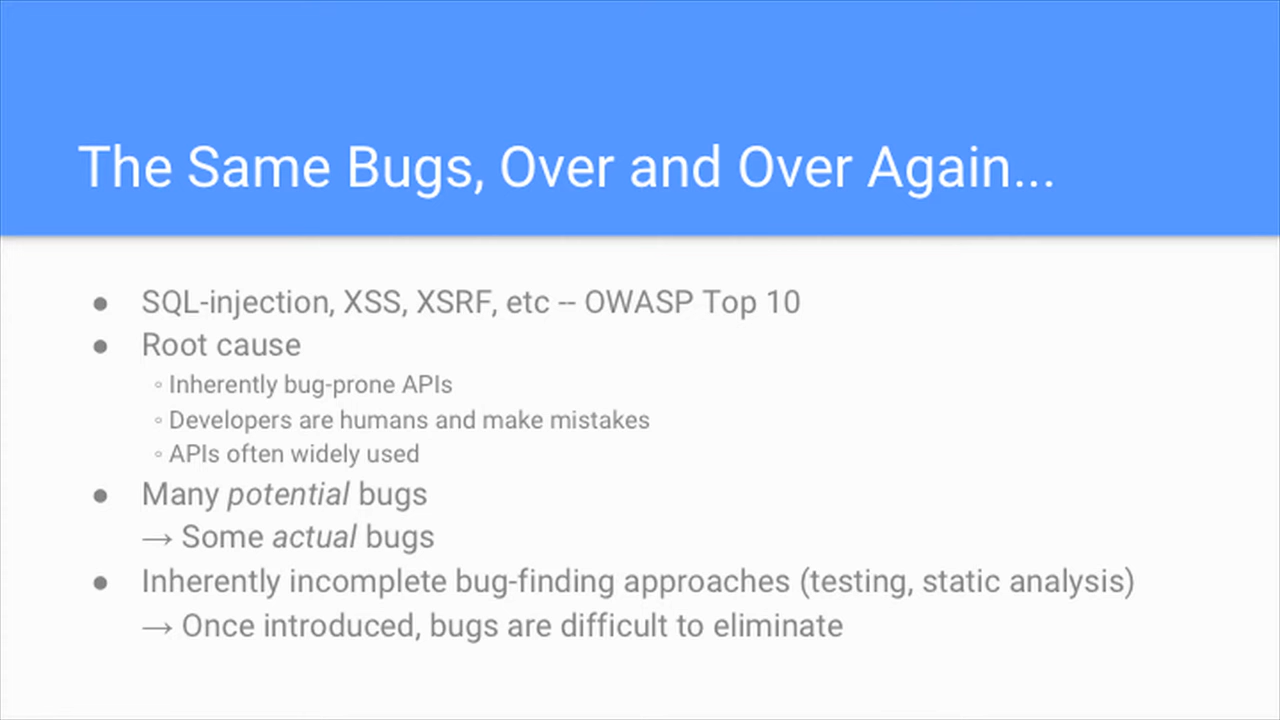 The Same Bugs, Over and Over Again...
● SQL-injection, XSS, XSRF, etc -- OWASP Top 10
● Root cause
◦ Inherently bug-prone APIs
◦ Developers are humans and make mistakes
◦ APIs often widely used
● Many potential bugs
→ Some actual bugs
● Inherently incomplete bug-finding approaches (testing, static analysis)
→ Once introduced, bugs are difficult to eliminate